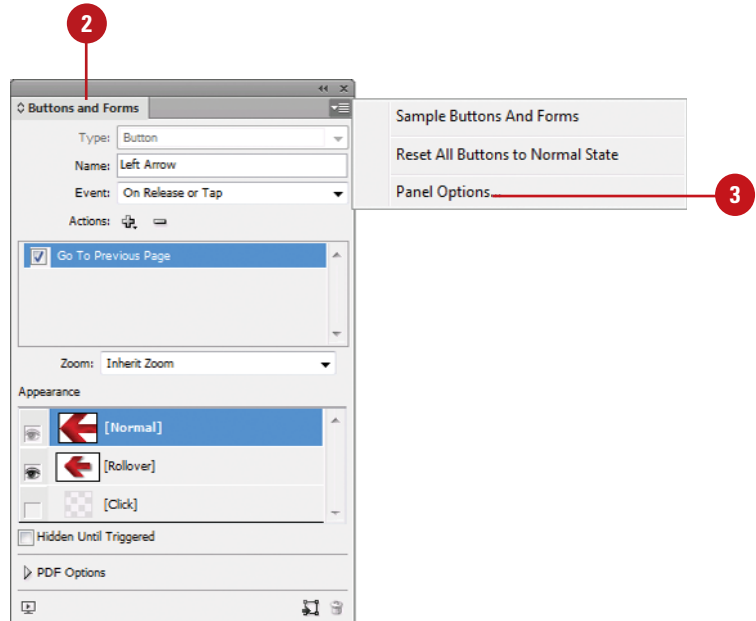 2
Buttons and Forms
Type: Button
Name: Left Arrow
Event: On Release or Tap
Actions:
Go To Previous Page
Zoom: Inherit Zoom
Appearance
[Normal]
[Rollover]
[Click]
Hidden Until Triggered
PDF Options
Sample Buttons And Forms
Reset All Buttons to Normal State
Panel Options...
3